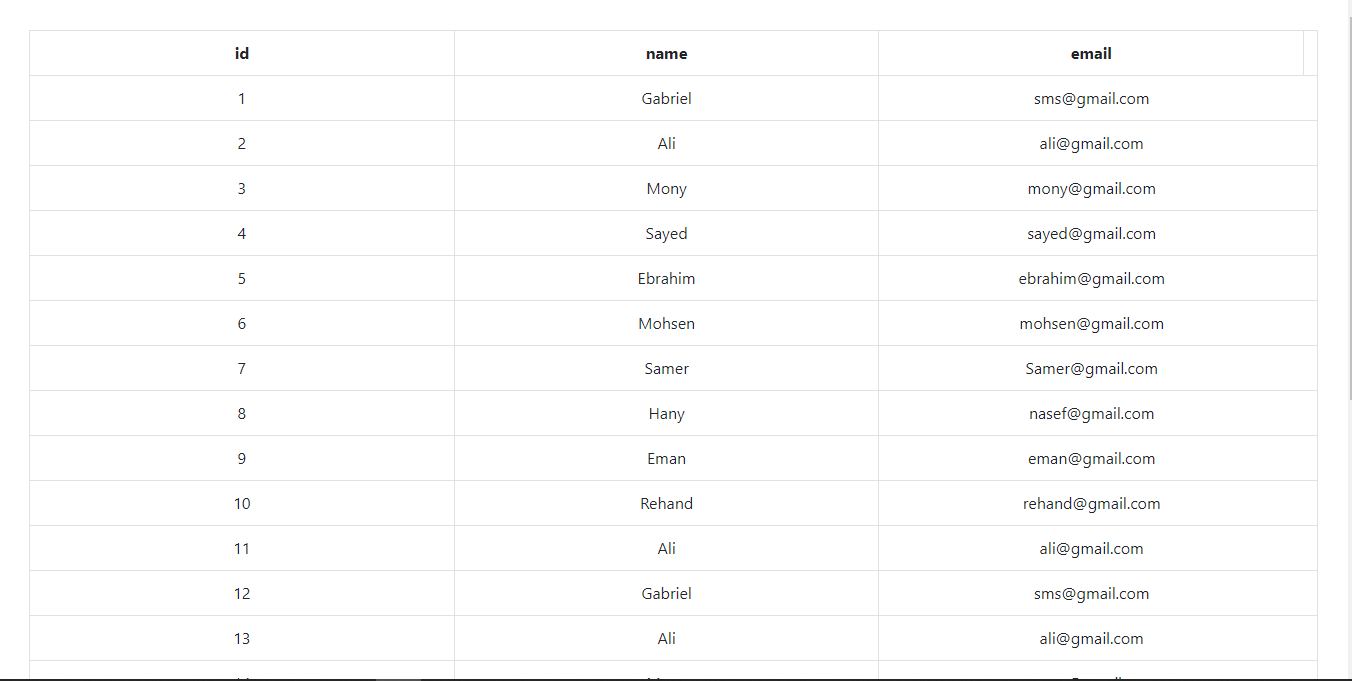 id name email
1 Gabriel sms@gmail.com
2 Ali ali@gmail.com
3 Mony mony@gmail.com
4 Sayed sayed@gmail.com
5 Ebrahim ebrahim@gmail.com
6 Mohsen mohsen@gmail.com
7 Samer Samer@gmail.com
8 Hany nasef@gmail.com
9 Eman eman@gmail.com
10 Rehand rehand@gmail.com
11 Ali ali@gmail.com
12 Gabriel sms@gmail.com
13 Ali ali@gmail.com